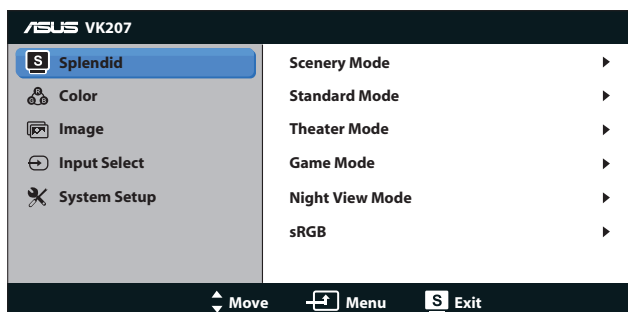 ASUS VK207
S Splendid
Color
Image
Input Select
System Setup
Scenery Mode
Standard Mode
Theater Mode
Game Mode
Night View Mode
sRGB
Move Menu S Exit